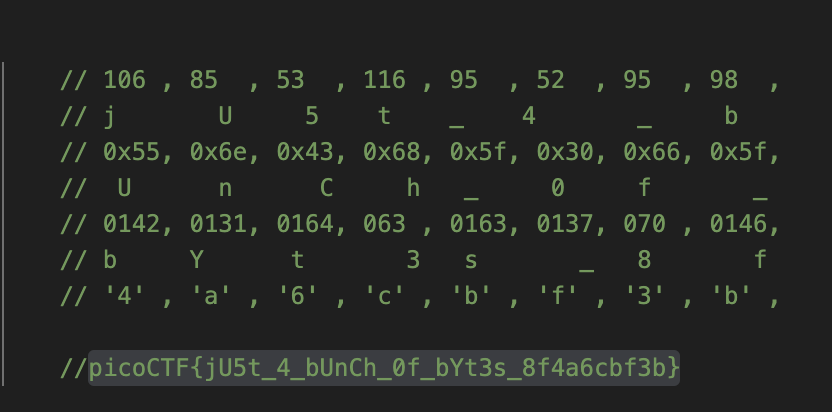 // 106 , 85  , 53  , 116 , 95  , 52  , 95  , 98  ,
// j       U     5    t    _    4       _     b
// 0x55, 0x6e, 0x43, 0x68, 0x5f, 0x30, 0x66, 0x5f,
//  U      n      C     h   _     0     f       _
// 0142, 0131, 0164, 063 , 0163, 0137, 070 , 0146,
// b     Y      t       3   s       _   8       f
// '4' , 'a' , '6' , 'c' , 'b' , 'f' , '3' , 'b' ,
//picoCTF{jU5t_4_bUnCh_0f_bYt3s_8f4a6cbf3b}